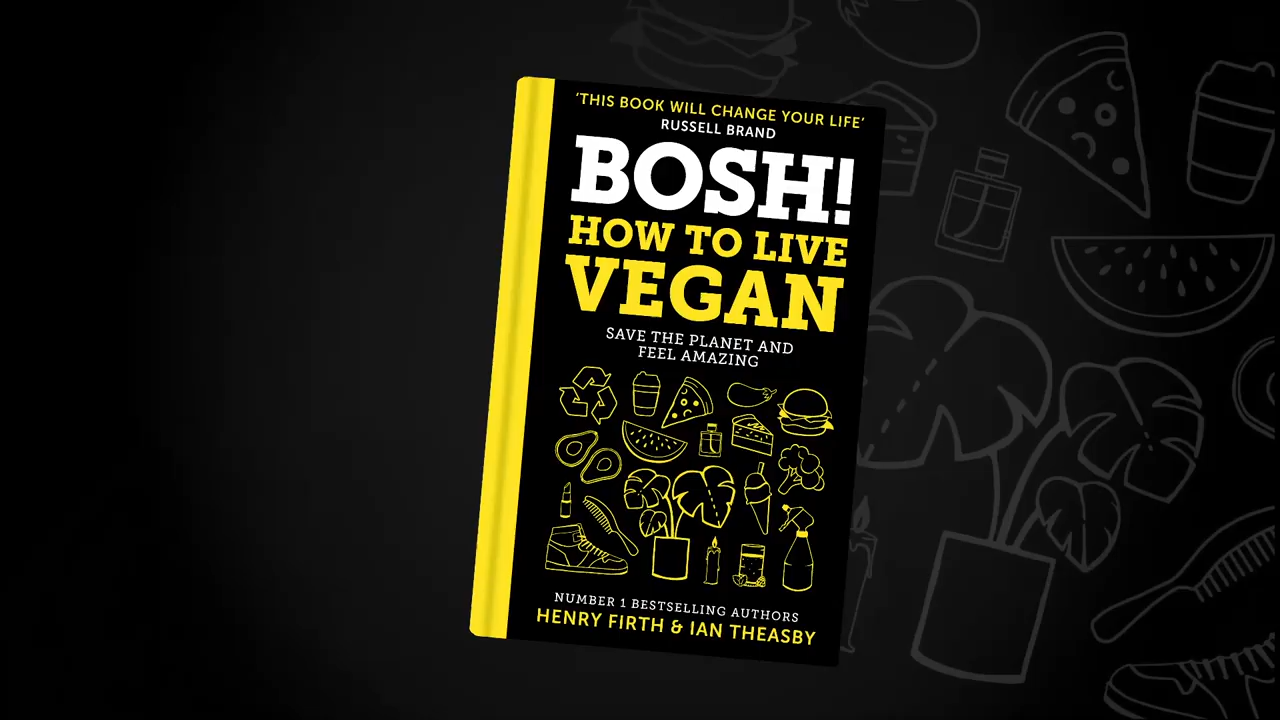 'THIS BOOK WILL CHANGE YOUR LIFE'
RUSSELL BRAND
BOSH!
HOW TO LIVE
VEGAN
SAVE THE PLANET AND
FEEL AMAZING
NUMBER 1 BESTSELLING AUTHORS
HENRY FIRTH & IAN THEASBY